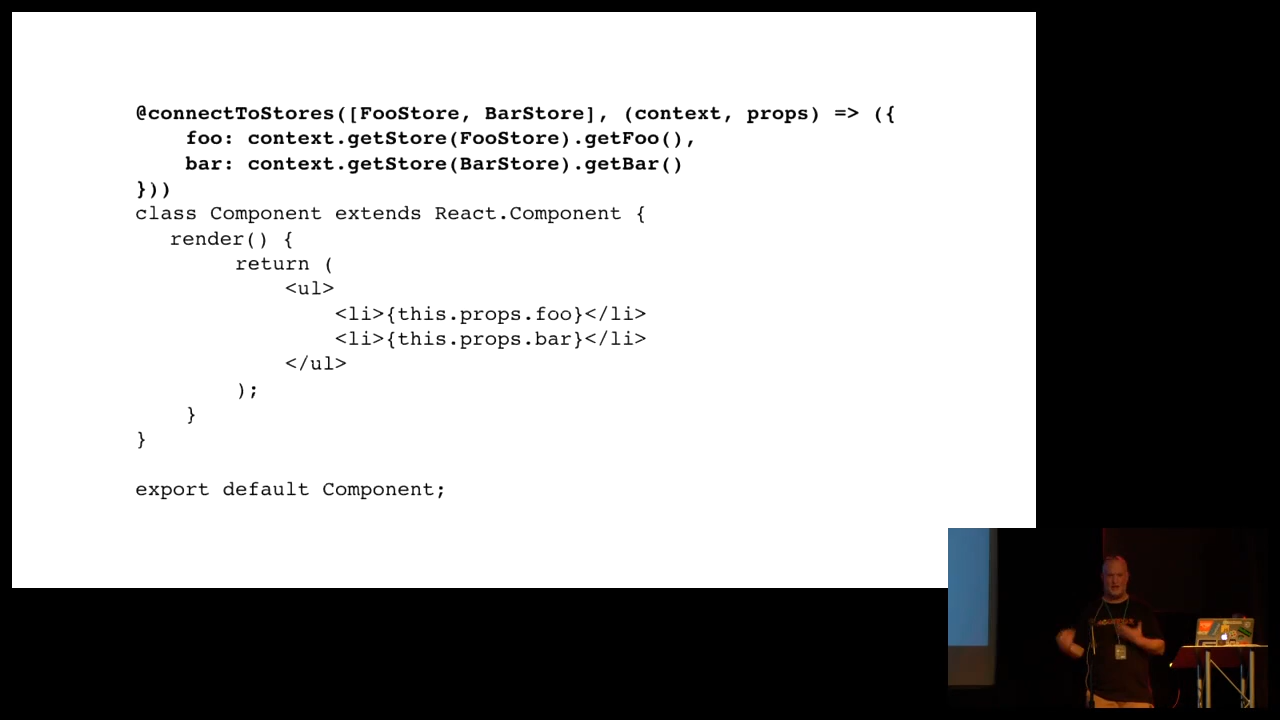 @connectToStores([FooStore, BarStore], (context, props) => ({
    foo: context.getStore(FooStore).getFoo(),
    bar: context.getStore(BarStore).getBar()
}))
class Component extends React.Component {
   render() {
        return (
            <ul>
                <li>{this.props.foo}</li>
                <li>{this.props.bar}</li>
            </ul>
        );
    }
}
export default Component;